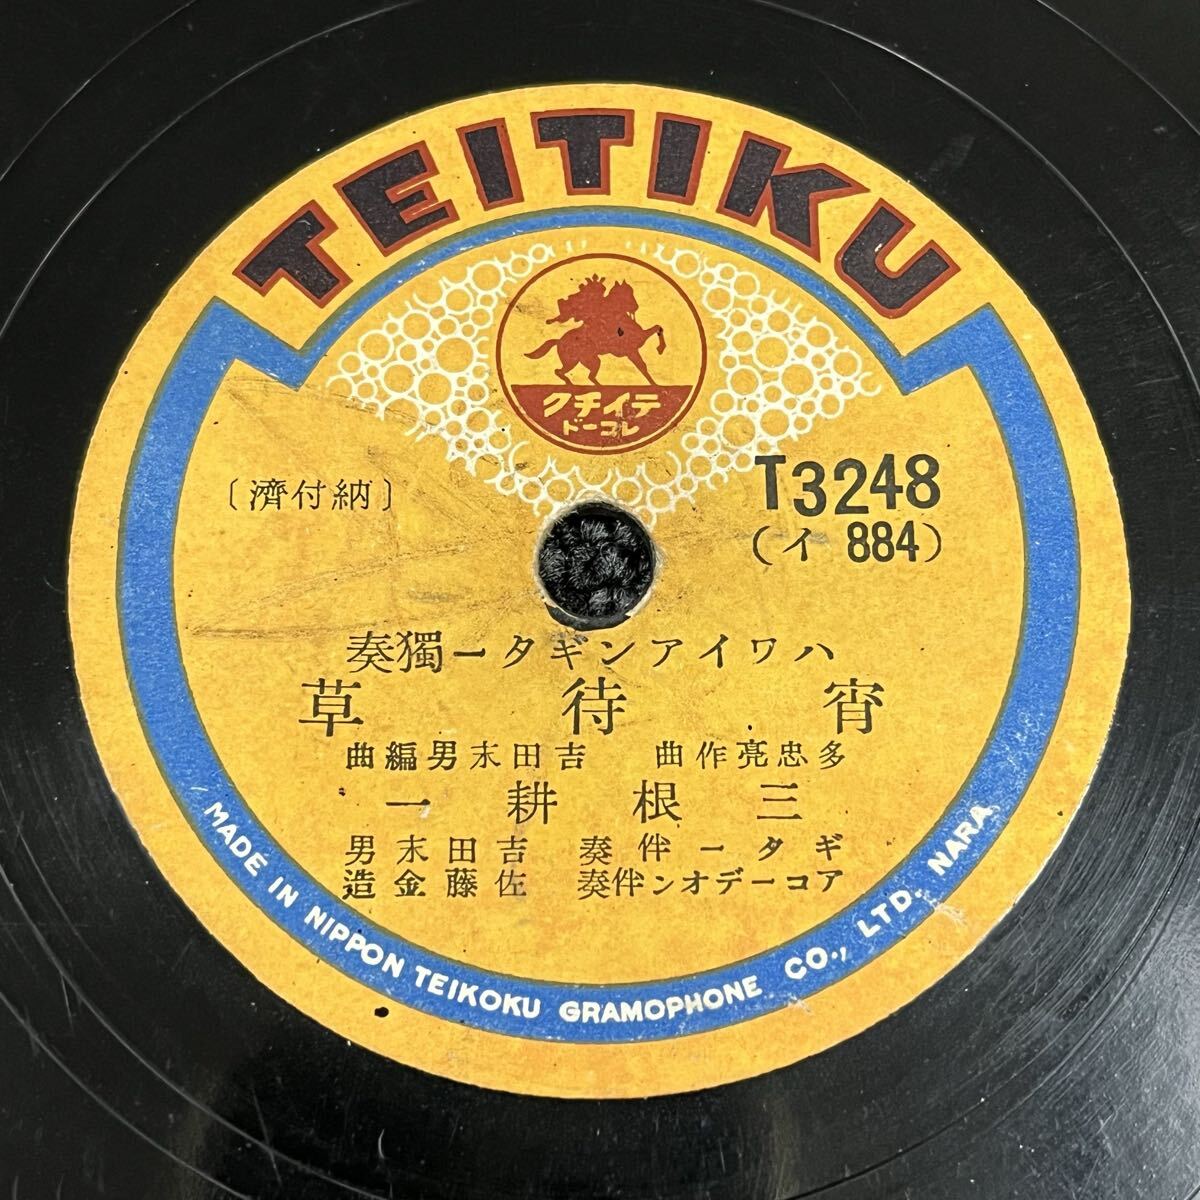 TEITIKU
テイチク
レコード
T3248
(イ 884)
〔納付濟〕
ハワイアンギター獨奏
宵待草
多忠亮作曲 吉田末男編曲
三根耕一
ギター伴奏 吉田末男
アコーデオン伴奏 佐藤金造
MADE IN NIPPON TEIKOKU GRAMOPHONE CO., LTD. NARA